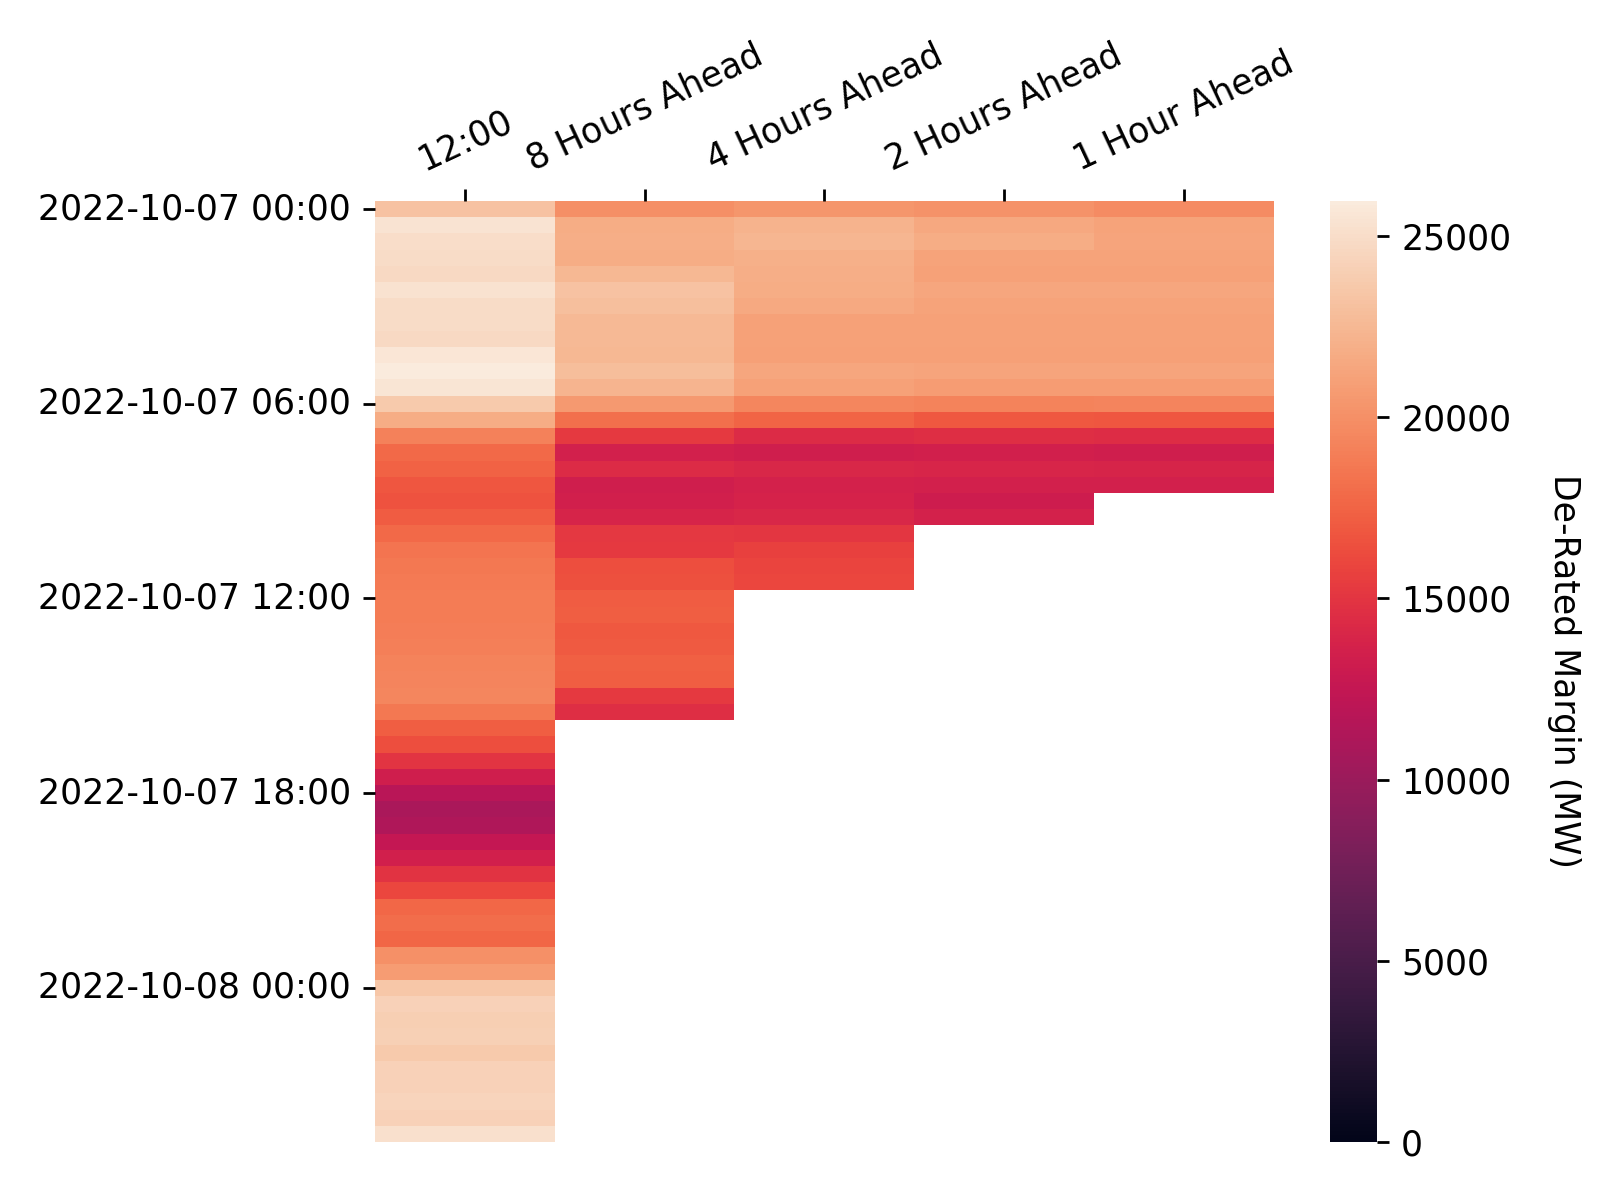 12:00
8 Hours Ahead
4 Hours Ahead
2 Hours Ahead
1 Hour Ahead
2022-10-07 00:00
2022-10-07 06:00
2022-10-07 12:00
2022-10-07 18:00
2022-10-08 00:00
25000
20000
15000
10000
5000
0
De-Rated Margin (MW)